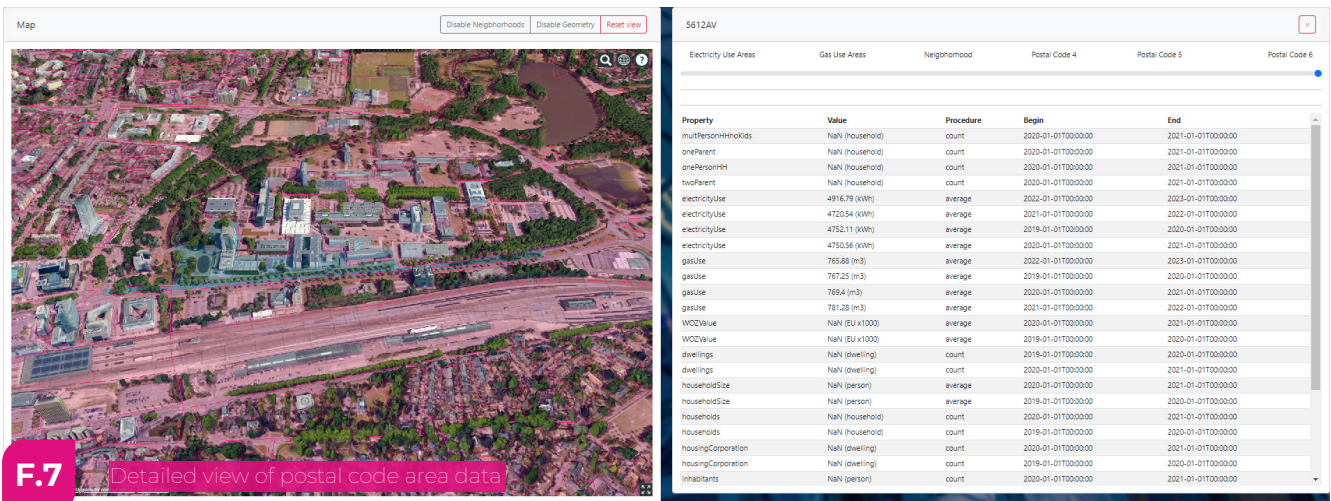 Map
Disable Neigbhorhoods Disable Geometry Reset view
?
F.7 Detailed view of postal code area data
5612AV
×
Electricity Use Areas Gas Use Areas Neigbhorhood Postal Code 4 Postal Code 5 Postal Code 6
Property Value Procedure Begin End
multPersonHHnoKids NaN (household) count 2020-01-01T00:00:00 2021-01-01T00:00:00
oneParent NaN (household) count 2020-01-01T00:00:00 2021-01-01T00:00:00
onePersonHH NaN (household) count 2020-01-01T00:00:00 2021-01-01T00:00:00
twoParent NaN (household) count 2020-01-01T00:00:00 2021-01-01T00:00:00
electricityUse 4916.79 (kWh) average 2022-01-01T00:00:00 2023-01-01T00:00:00
electricityUse 4720.54 (kWh) average 2021-01-01T00:00:00 2022-01-01T00:00:00
electricityUse 4752.11 (kWh) average 2019-01-01T00:00:00 2020-01-01T00:00:00
electricityUse 4750.56 (kWh) average 2020-01-01T00:00:00 2021-01-01T00:00:00
gasUse 765.88 (m3) average 2022-01-01T00:00:00 2023-01-01T00:00:00
gasUse 767.25 (m3) average 2019-01-01T00:00:00 2020-01-01T00:00:00
gasUse 769.4 (m3) average 2020-01-01T00:00:00 2021-01-01T00:00:00
gasUse 781.28 (m3) average 2021-01-01T00:00:00 2022-01-01T00:00:00
WOZValue NaN (EU x1000) average 2020-01-01T00:00:00 2021-01-01T00:00:00
WOZValue NaN (EU x1000) average 2019-01-01T00:00:00 2020-01-01T00:00:00
dwellings NaN (dwelling) count 2019-01-01T00:00:00 2020-01-01T00:00:00
dwellings NaN (dwelling) count 2020-01-01T00:00:00 2021-01-01T00:00:00
householdSize NaN (person) average 2020-01-01T00:00:00 2021-01-01T00:00:00
householdSize NaN (person) average 2019-01-01T00:00:00 2020-01-01T00:00:00
households NaN (household) count 2020-01-01T00:00:00 2021-01-01T00:00:00
households NaN (household) count 2019-01-01T00:00:00 2020-01-01T00:00:00
housingCorporation NaN (dwelling) count 2020-01-01T00:00:00 2021-01-01T00:00:00
housingCorporation NaN (dwelling) count 2019-01-01T00:00:00 2020-01-01T00:00:00
inhabitants NaN (person) count 2020-01-01T00:00:00 2021-01-01T00:00:00